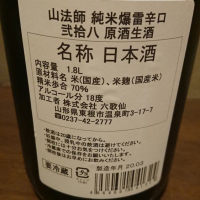 山法師 純米爆雷辛口
弐拾八 原酒生酒
名称 日本酒
内容量 1.8L
原材料名 米(国産)、米麹(国産米)
精米歩合 70%
アルコール分 18度
加工者 株式会社 六歌仙
山形県東根市温泉町3-17-7
☎0237-42-2777
要冷蔵
製造年月 20.03